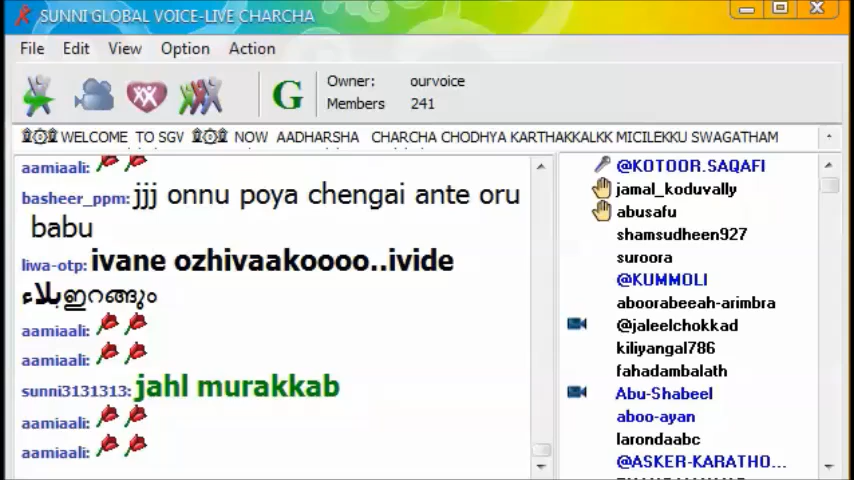 SUNNI GLOBAL VOICE-LIVE CHARCHA
File Edit View Option Action
G
Owner: ourvoice
Members 241
WELCOME TO SGV NOW AADHARSHA CHARCHA CHODHYA KARTHAKKALKK MICILEKKU SWAGATHAM
aamiaali:
basheer_ppm: jjj onnu poya chengai ante oru
babu
liwa-otp: ivane ozhivaakoooo..ivide
بلاءഇറങ്ങും
aamiaali:
aamiaali:
sunni3131313: jahl murakkab
aamiaali:
aamiaali:
@KOTOOR.SAQAFI
jamal_koduvally
abusafu
shamsudheen927
suroora
@KUMMOLI
aboorabeeah-arimbra
@jaleelchokkad
kiliyangal786
fahadambalath
Abu-Shabeel
aboo-ayan
larondaabc
@ASKER-KARATHO...